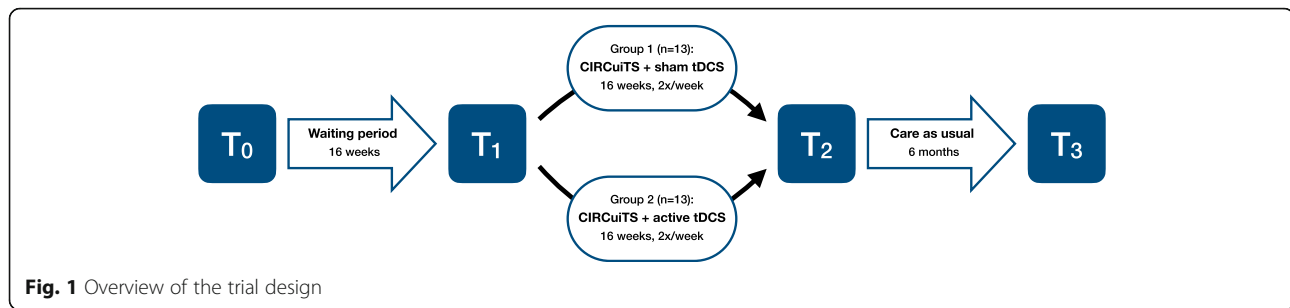 T0
Waiting period
16 weeks
T1
Group 1 (n=13):
CIRCuiTS + sham tDCS
16 weeks, 2x/week
Group 2 (n=13):
CIRCuiTS + active tDCS
16 weeks, 2x/week
T2
Care as usual
6 months
T3
Fig. 1 Overview of the trial design